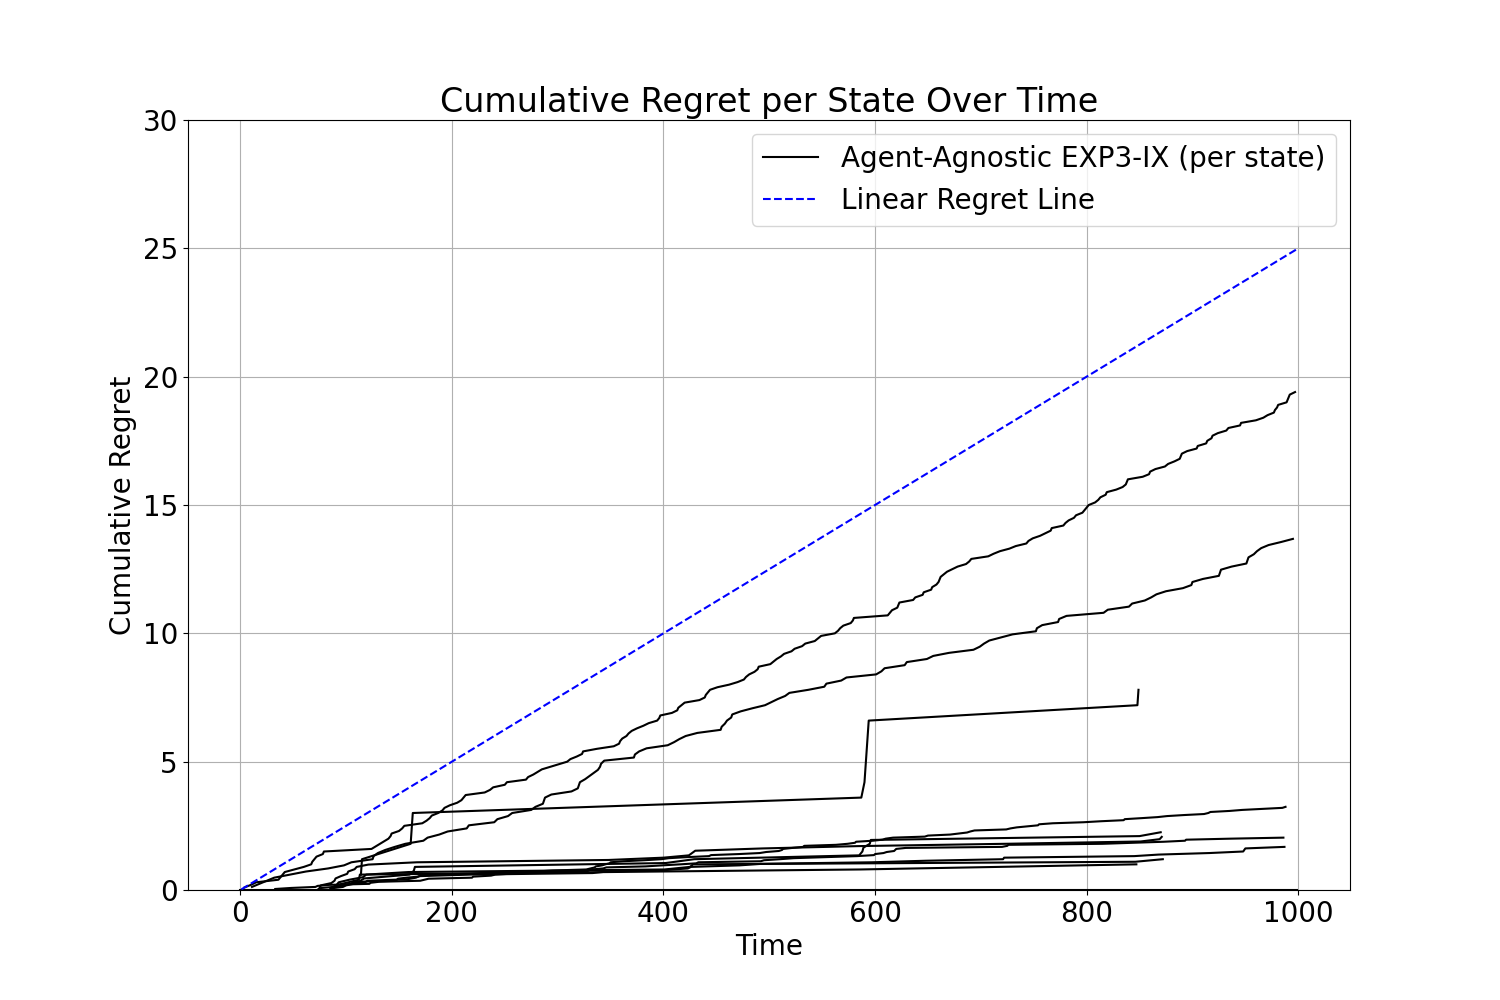 Cumulative Regret per State Over Time
30
25
20
15
10
5
0
Cumulative Regret
Agent-Agnostic EXP3-IX (per state)
Linear Regret Line
0 200 400 600 800 1000
Time